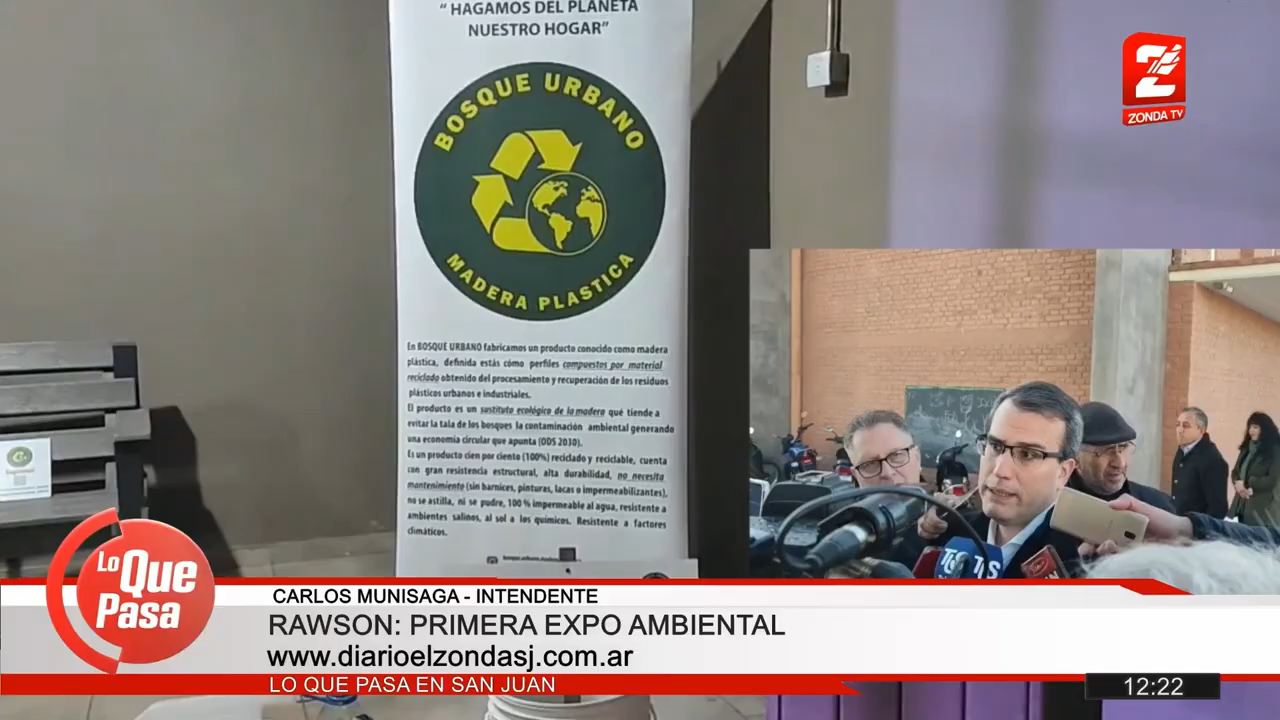 “ HAGAMOS DEL PLANETA
NUESTRO HOGAR”
Z
ZONDA TV
BOSQUE URBANO
MADERA PLASTICA
En BOSQUE URBANO fabricamos un producto conocido como madera
plástica, definida estás cómo perfiles compuestos por material
reciclado obtenido del procesamiento y recuperación de los residuos
plásticos urbanos e industriales.
El producto es un sustituto ecológico de la madera qué tiende a
evitar la tala de los bosques la contaminación ambiental generando
una economía circular que apunta (ODS 2030).
Es un producto cien por ciento (100%) reciclado y reciclable, cuenta
con gran resistencia estructural, alta durabilidad, no necesita
mantenimiento (sin barnices, pinturas, lacas o impermeabilizantes),
no se astilla, ni se pudre, 100 % impermeable al agua, resistente a
ambientes salinos, al sol a los químicos. Resistente a factores
climáticos.
Lo Que
Pasa
CARLOS MUNISAGA - INTENDENTE
RAWSON: PRIMERA EXPO AMBIENTAL
www.diarioelzondasj.com.ar
LO QUE PASA EN SAN JUAN
12:22